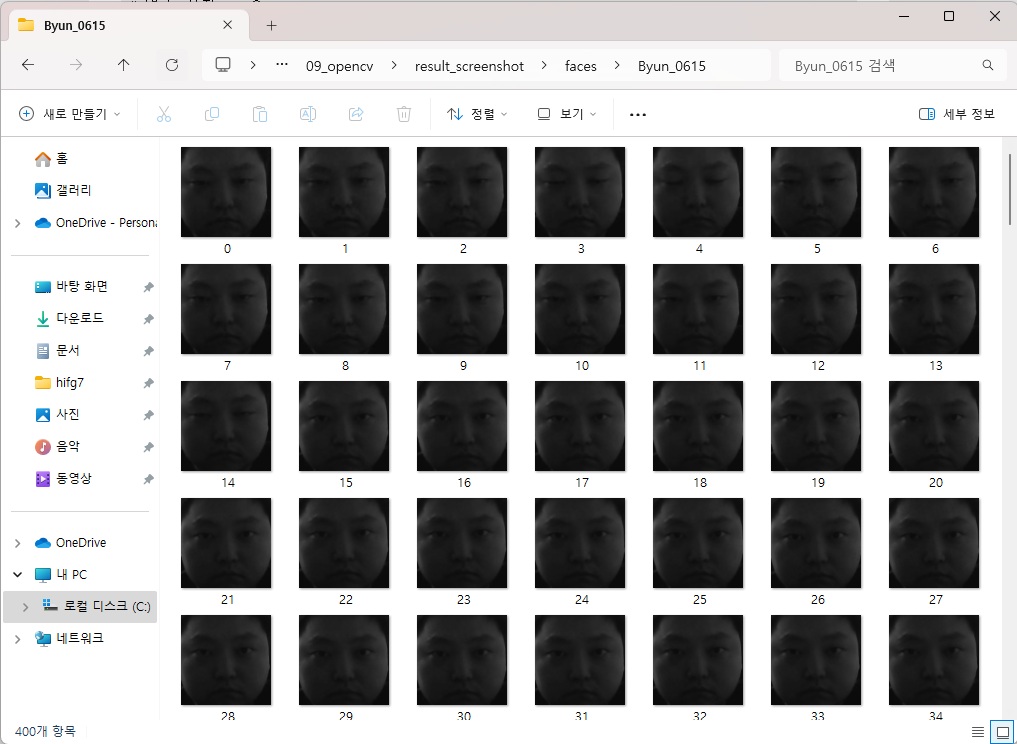 Byun_0615
09_opencv result_screenshot faces Byun_0615
Byun_0615 검색
새로 만들기
정렬
보기
세부 정보
홈
갤러리
OneDrive - Persona
바탕 화면
다운로드
문서
hifg7
사진
음악
동영상
OneDrive
내 PC
로컬 디스크 (C:)
네트워크
0 1 2 3 4 5 6
7 8 9 10 11 12 13
14 15 16 17 18 19 20
21 22 23 24 25 26 27
28 29 30 31 32 33 34
400개 항목